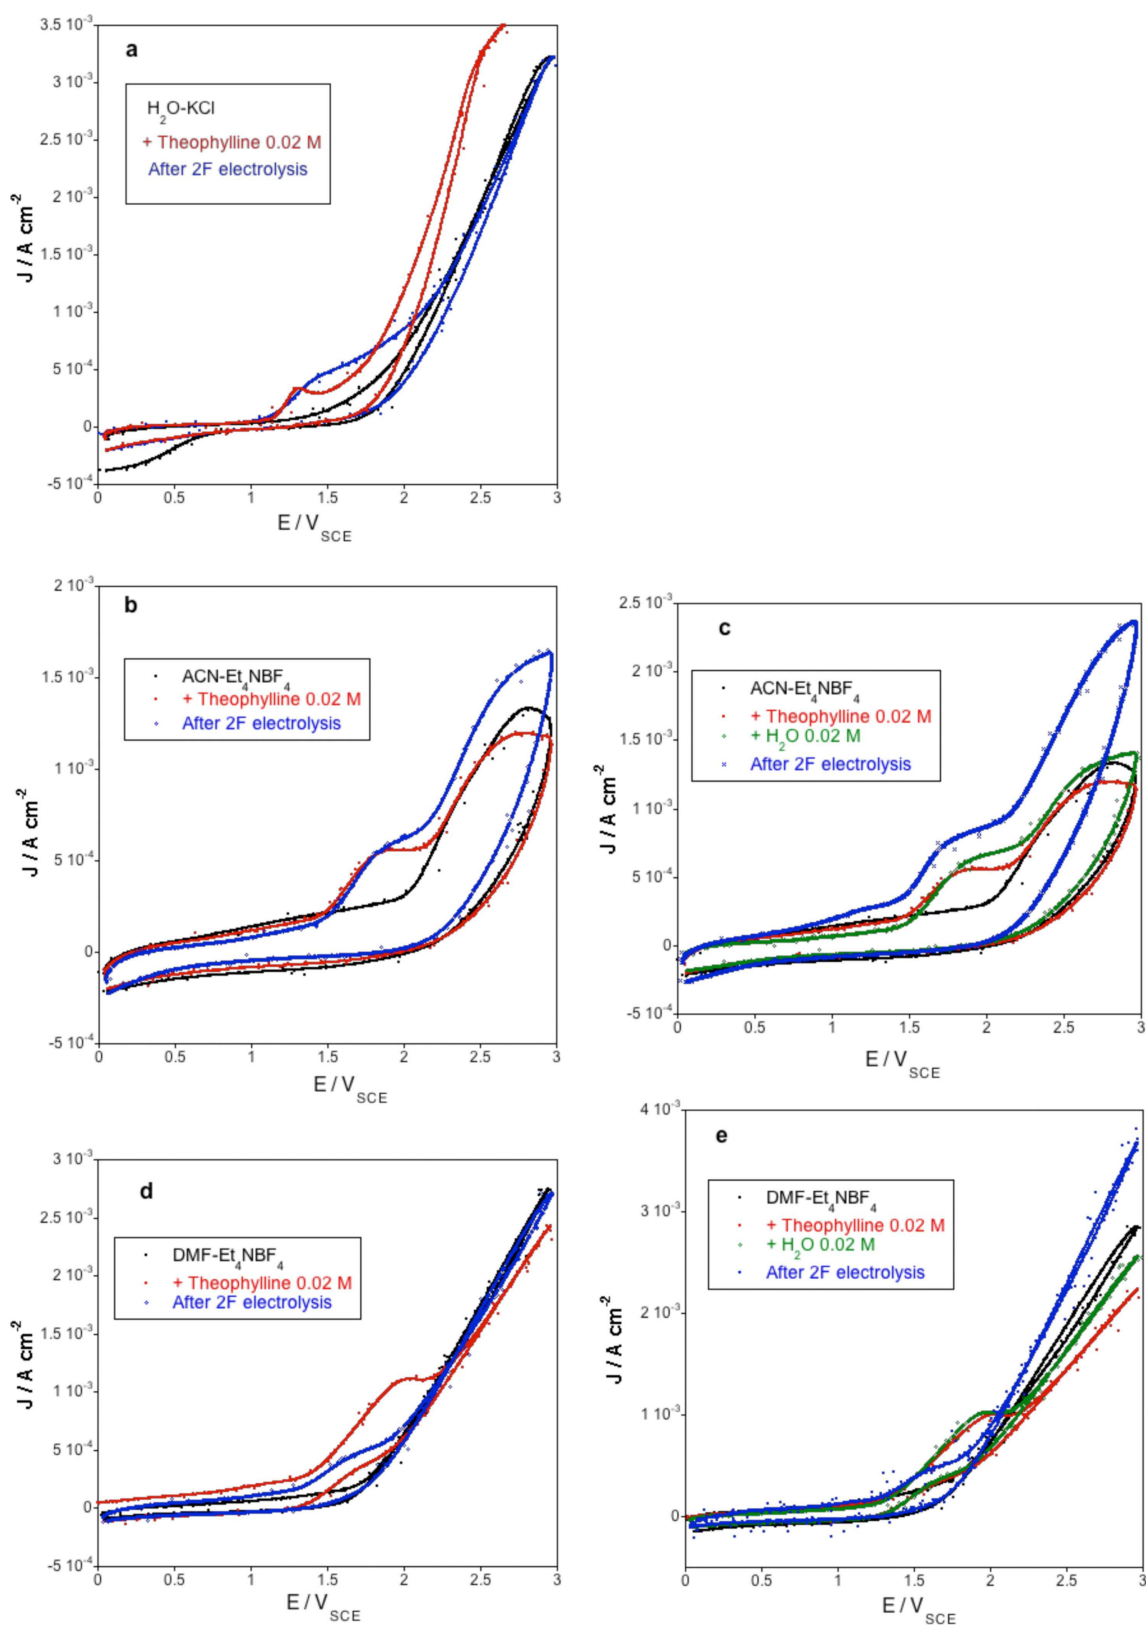 a
H₂O-KCl
+ Theophylline 0.02 M
After 2F electrolysis
3.5 10⁻³
3 10⁻³
2.5 10⁻³
2 10⁻³
1.5 10⁻³
1 10⁻³
5 10⁻⁴
0
-5 10⁻⁴
J / A cm⁻²
0 0.5 1 1.5 2 2.5 3
E / V_SCE
b
ACN-Et₄NBF₄
+ Theophylline 0.02 M
After 2F electrolysis
2 10⁻³
1.5 10⁻³
1 10⁻³
5 10⁻⁴
0
-5 10⁻⁴
J / A cm⁻²
0 0.5 1 1.5 2 2.5 3
E / V_SCE
c
ACN-Et₄NBF₄
+ Theophylline 0.02 M
+ H₂O 0.02 M
After 2F electrolysis
2.5 10⁻³
2 10⁻³
1.5 10⁻³
1 10⁻³
5 10⁻⁴
0
-5 10⁻⁴
J / A cm⁻²
0 0.5 1 1.5 2 2.5 3
E / V_SCE
d
DMF-Et₄NBF₄
+ Theophylline 0.02 M
After 2F electrolysis
3 10⁻³
2.5 10⁻³
2 10⁻³
1.5 10⁻³
1 10⁻³
5 10⁻⁴
0
-5 10⁻⁴
J / A cm⁻²
0 0.5 1 1.5 2 2.5 3
E / V_SCE
e
DMF-Et₄NBF₄
+ Theophylline 0.02 M
+ H₂O 0.02 M
After 2F electrolysis
4 10⁻³
3 10⁻³
2 10⁻³
1 10⁻³
0
J / A cm⁻²
0 0.5 1 1.5 2 2.5 3
E / V_SCE